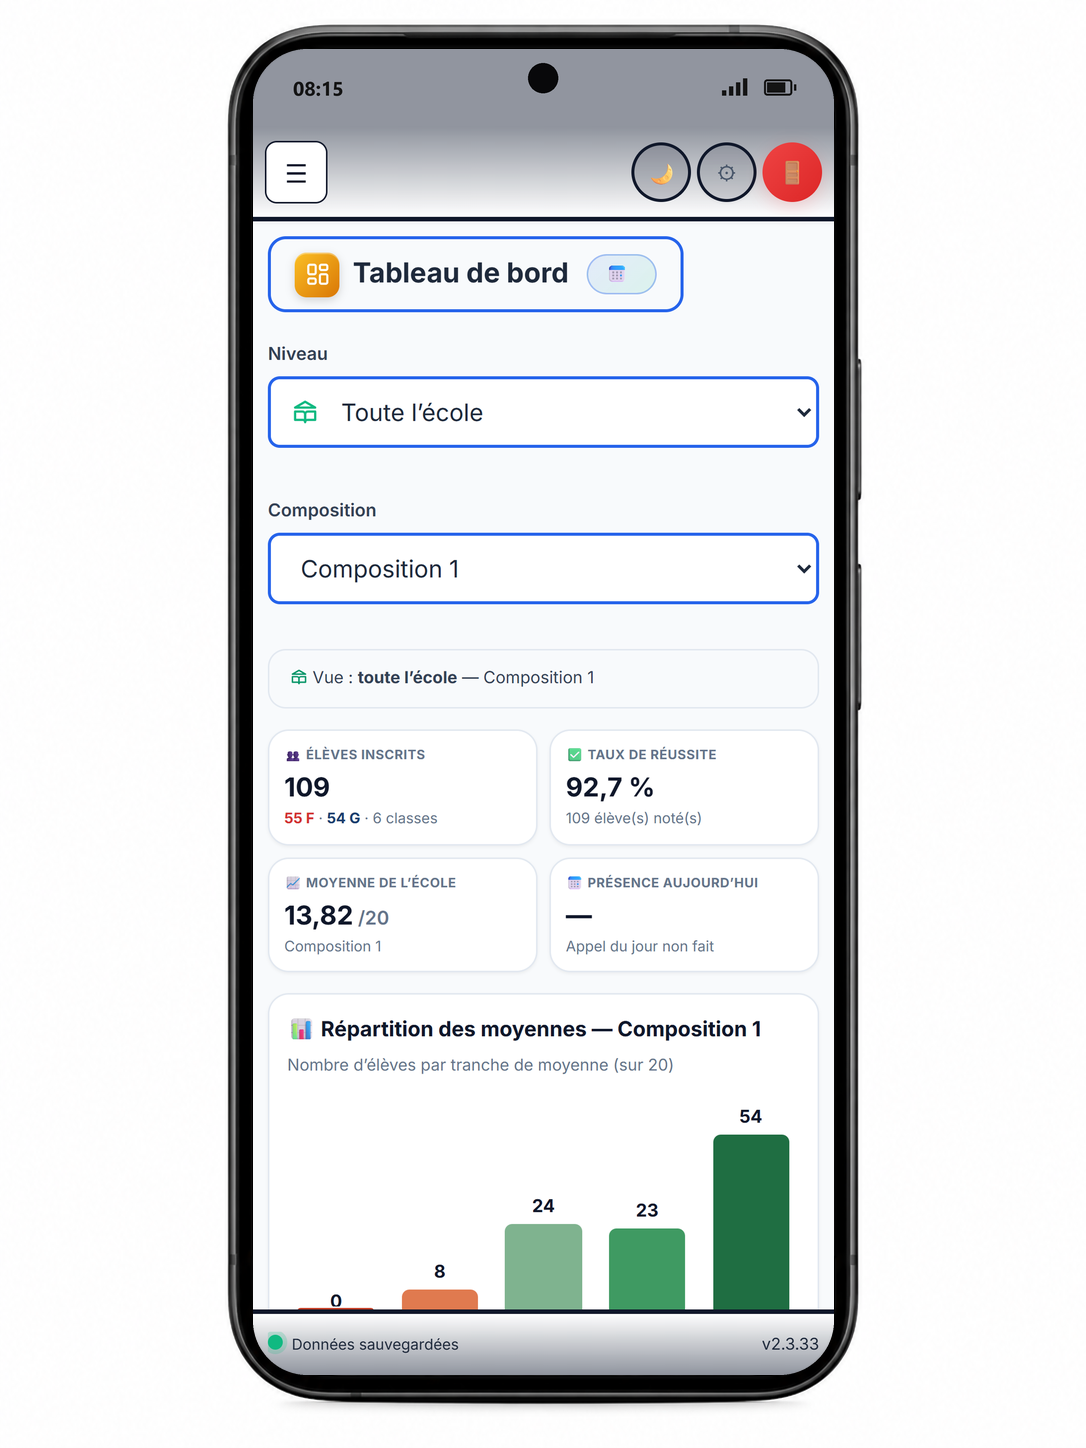 08:15
Tableau de bord
Niveau
Toute l’école
Composition
Composition 1
Vue : toute l’école — Composition 1
ÉLÈVES INSCRITS
109
55 F · 54 G · 6 classes
TAUX DE RÉUSSITE
92,7 %
109 élève(s) noté(s)
MOYENNE DE L’ÉCOLE
13,82 /20
Composition 1
PRÉSENCE AUJOURD’HUI
—
Appel du jour non fait
Répartition des moyennes — Composition 1
Nombre d’élèves par tranche de moyenne (sur 20)
0
8
24
23
54
Données sauvegardées
v2.3.33